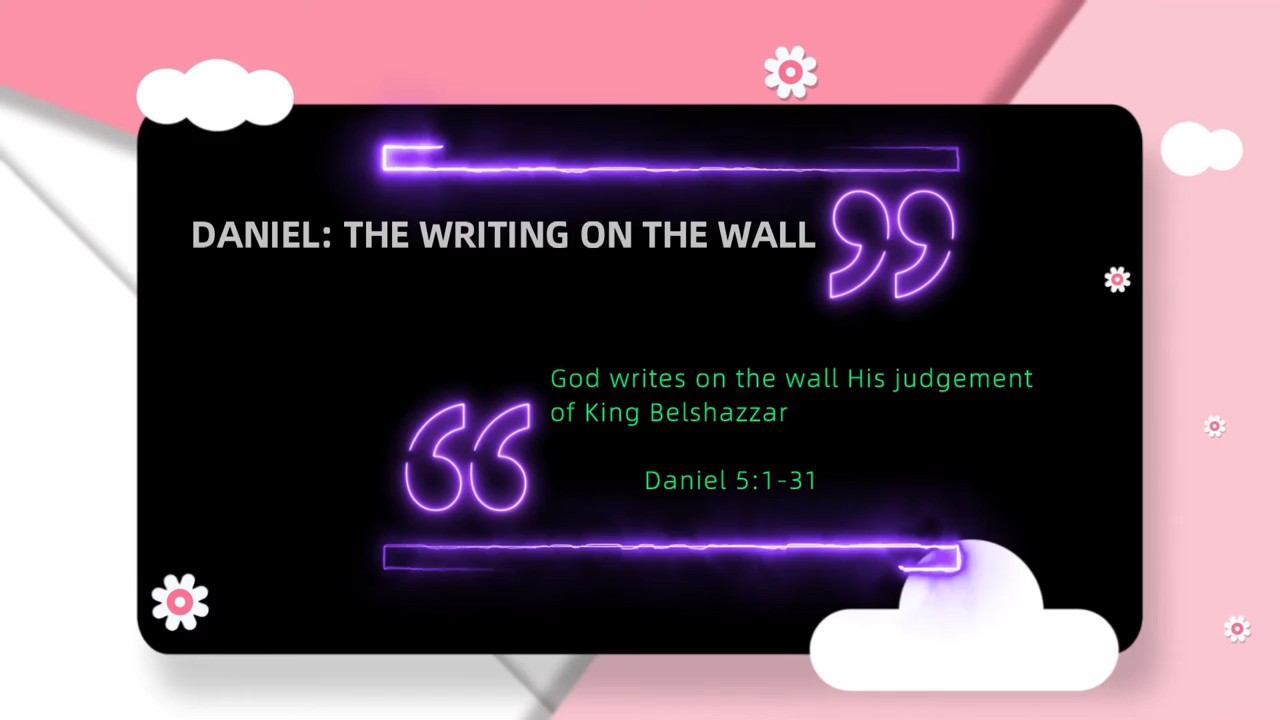 DANIEL: THE WRITING ON THE WALL
God writes on the wall His judgement
of King Belshazzar
Daniel 5:1-31